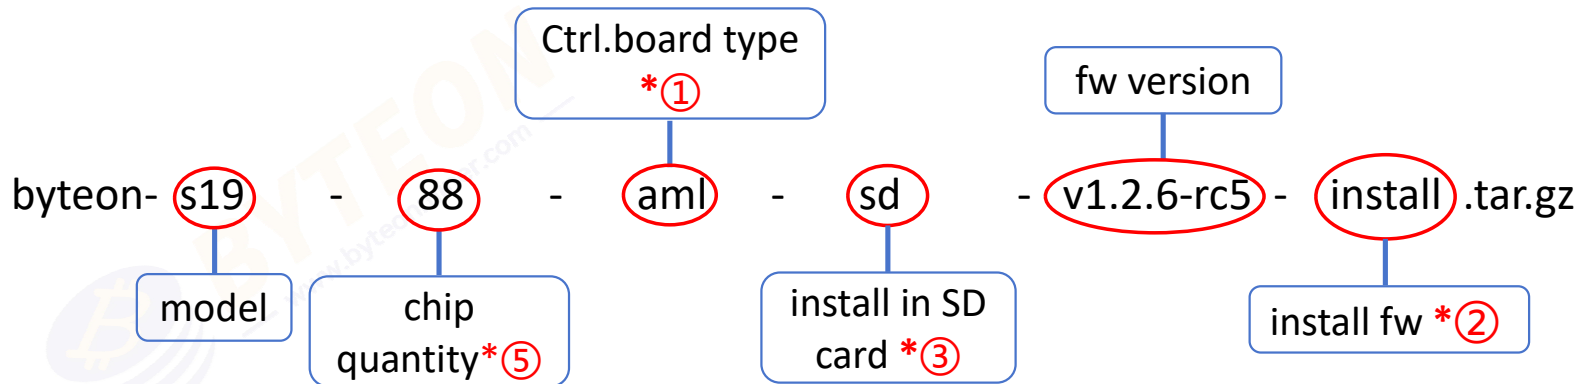 Ctrl.board type
*①
fw version
byteon- s19 - 88 - aml - sd - v1.2.6-rc5 - install .tar.gz
model
chip
quantity*⑤
install in SD
card *③
install fw *②
BYTEON